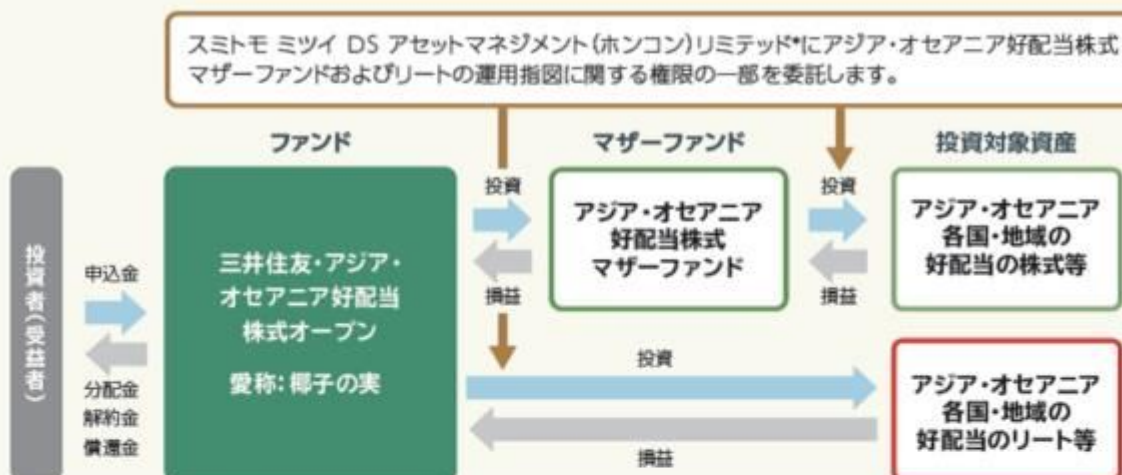 スミトモ ミツイ DS アセットマネジメント(ホンコン)リミテッド*にアジア・オセアニア好配当株式
マザーファンドおよびリートの運用指図に関する権限の一部を委託します。
ファンド
マザーファンド
投資対象資産
投資者(受益者)
申込金
分配金
解約金
償還金
三井住友・アジア・
オセアニア好配当
株式オープン
愛称:椰子の実
投資
損益
アジア・オセアニア
好配当株式
マザーファンド
投資
損益
アジア・オセアニア
各国・地域の
好配当の株式等
投資
損益
アジア・オセアニア
各国・地域の
好配当のリート等